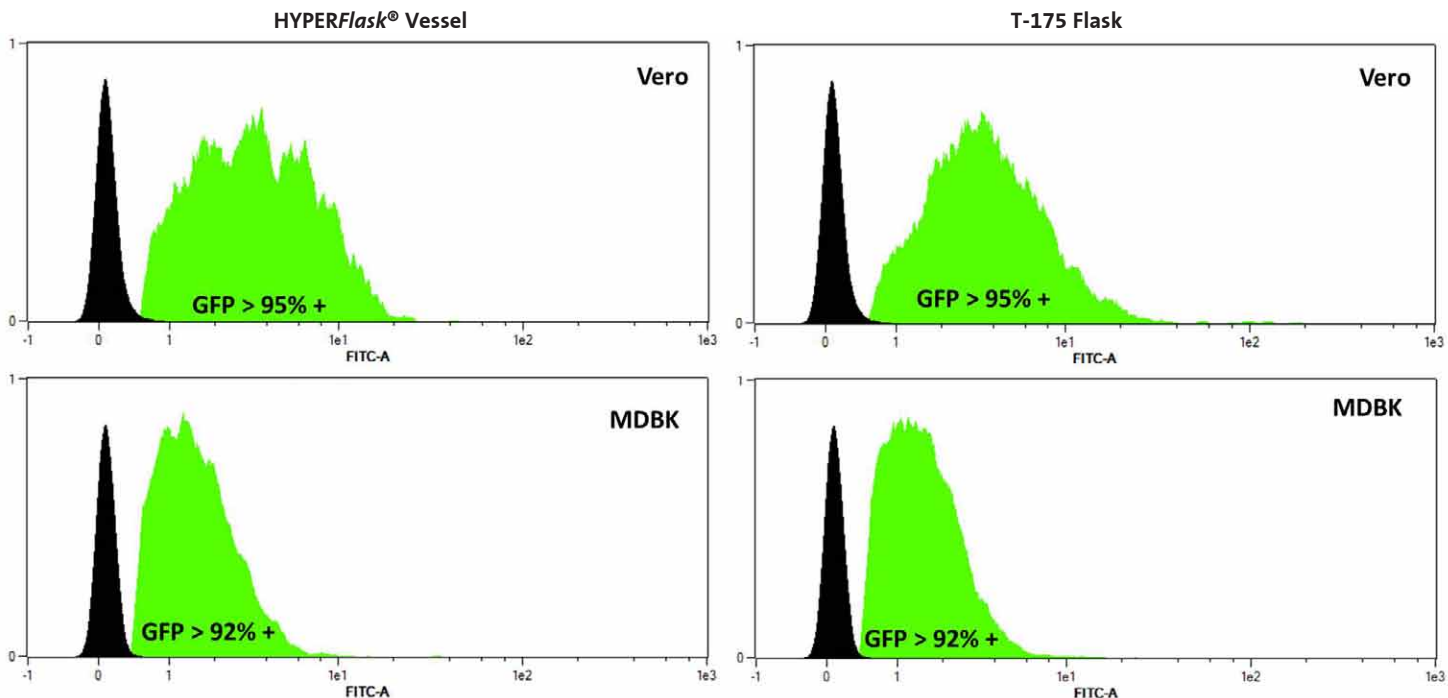 HYPERFlask® Vessel
T-175 Flask
1
Vero
GFP > 95% +
0
-1 0 1 1e1 1e2 1e3
FITC-A
1
Vero
GFP > 95% +
0
-1 0 1 1e1 1e2 1e3
FITC-A
1
MDBK
GFP > 92% +
0
-1 0 1 1e1 1e2 1e3
FITC-A
1
MDBK
GFP > 92% +
0
-1 0 1 1e1 1e2 1e3
FITC-A